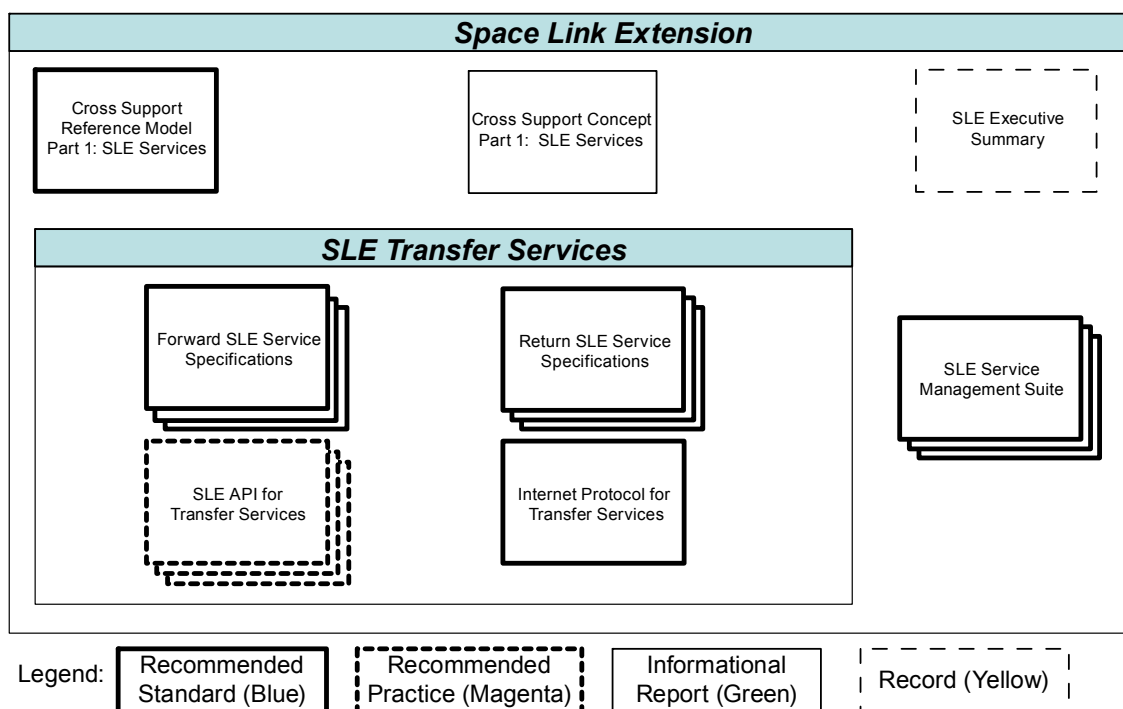 Space Link Extension
Cross Support
Reference Model
Part 1: SLE Services
Cross Support Concept
Part 1: SLE Services
SLE Executive
Summary
SLE Transfer Services
Forward SLE Service
Specifications
Return SLE Service
Specifications
SLE Service
Management Suite
SLE API for
Transfer Services
Internet Protocol for
Transfer Services
Legend:
Recommended
Standard (Blue)
Recommended
Practice (Magenta)
Informational
Report (Green)
Record (Yellow)